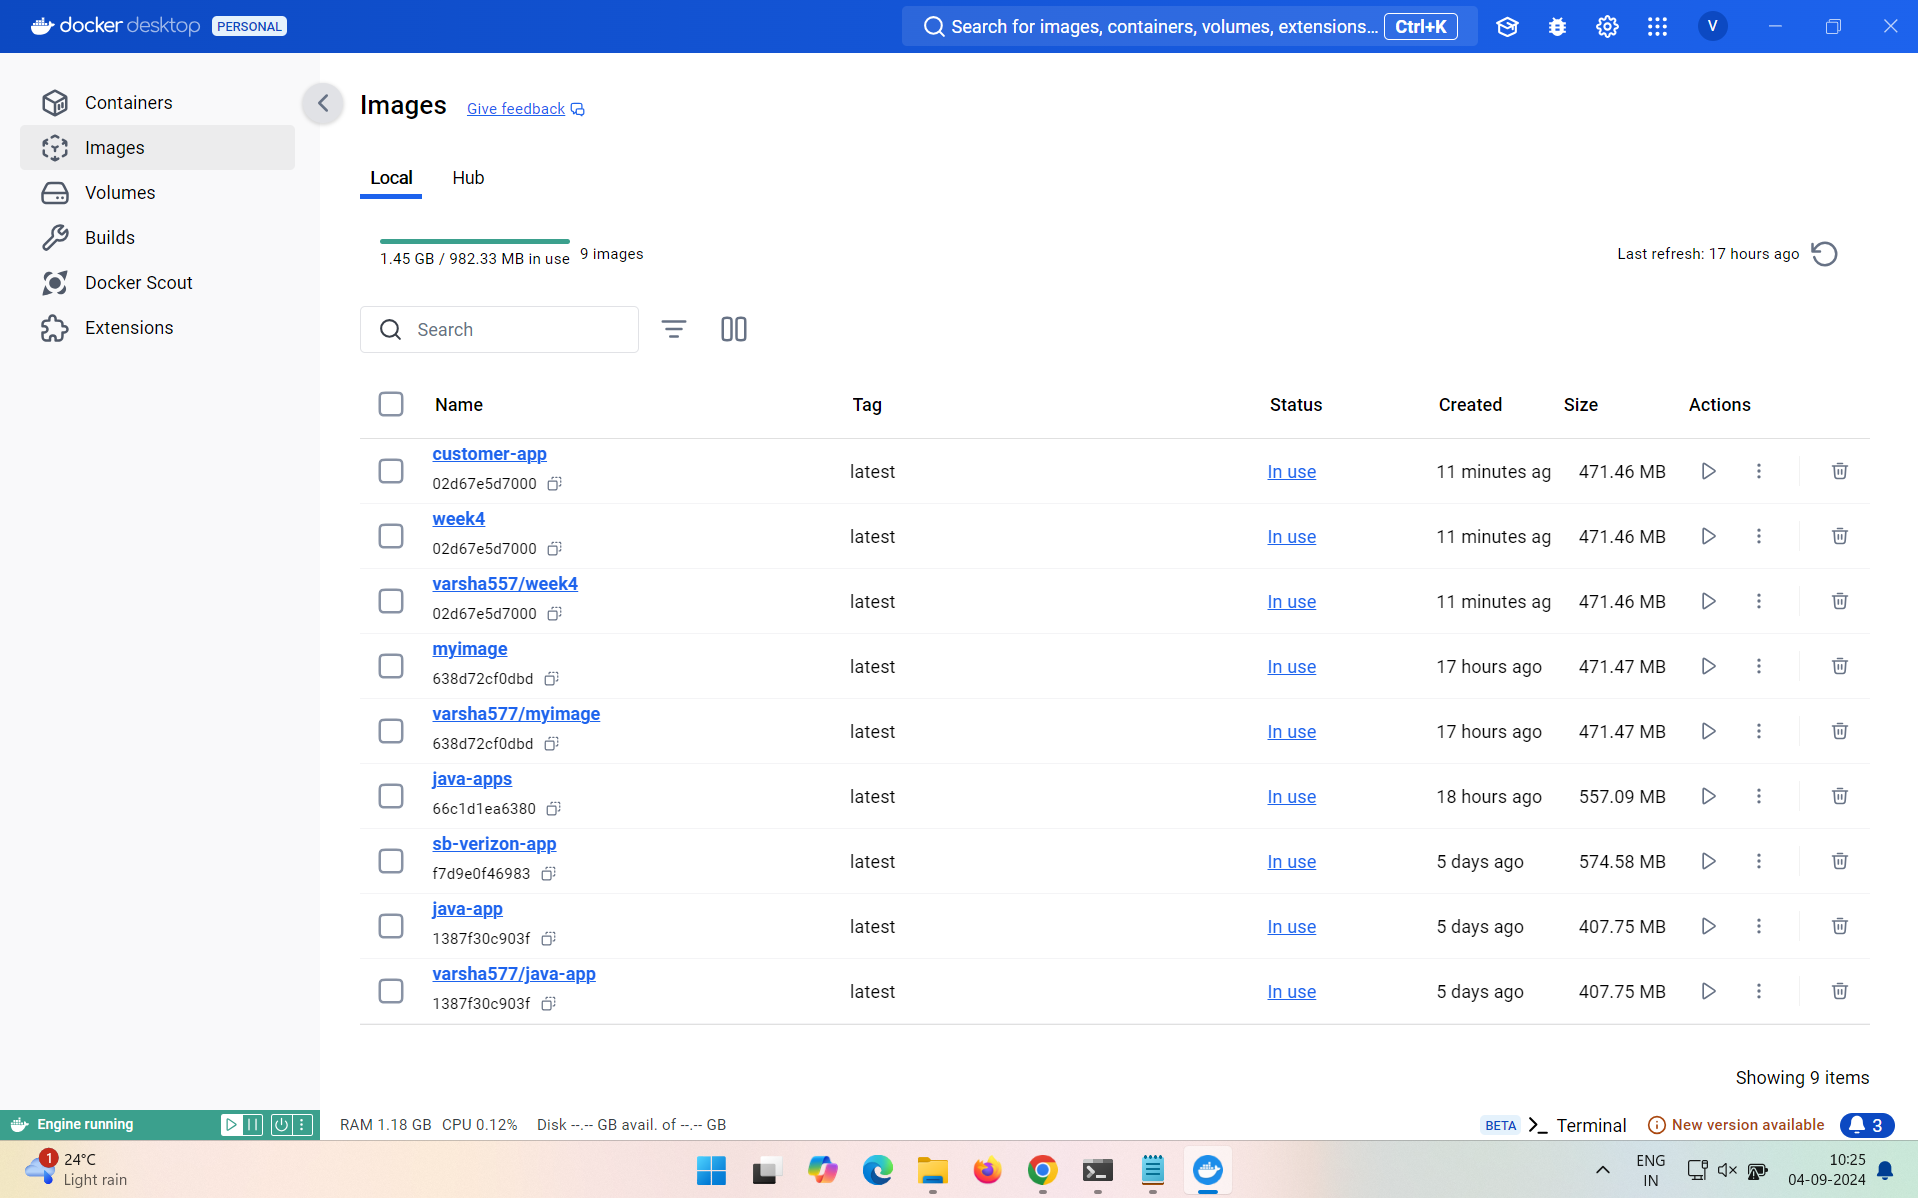 docker desktop PERSONAL
Search for images, containers, volumes, extensions... Ctrl+K
V
Containers
Images
Volumes
Builds
Docker Scout
Extensions
Images Give feedback
Local Hub
1.45 GB / 982.33 MB in use 9 images
Last refresh: 17 hours ago
Search
Name Tag Status Created Size Actions
customer-app
02d67e5d7000
latest In use 11 minutes ag 471.46 MB
week4
02d67e5d7000
latest In use 11 minutes ag 471.46 MB
varsha557/week4
02d67e5d7000
latest In use 11 minutes ag 471.46 MB
myimage
638d72cf0dbd
latest In use 17 hours ago 471.47 MB
varsha577/myimage
638d72cf0dbd
latest In use 17 hours ago 471.47 MB
java-apps
66c1d1ea6380
latest In use 18 hours ago 557.09 MB
sb-verizon-app
f7d9e0f46983
latest In use 5 days ago 574.58 MB
java-app
1387f30c903f
latest In use 5 days ago 407.75 MB
varsha577/java-app
1387f30c903f
latest In use 5 days ago 407.75 MB
Showing 9 items
Engine running
RAM 1.18 GB CPU 0.12% Disk --.-- GB avail. of --.-- GB
BETA Terminal New version available 3
1
24°C
Light rain
ENG
IN
10:25
04-09-2024